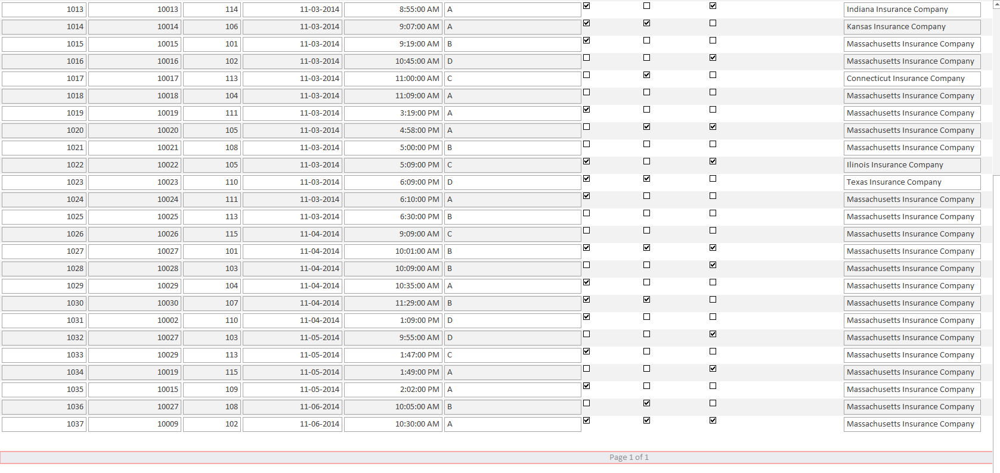 1013 10013 114 11-03-2014 8:55:00 AM A Indiana Insurance Company
1014 10014 106 11-03-2014 9:07:00 AM A Kansas Insurance Company
1015 10015 101 11-03-2014 9:19:00 AM B Massachusetts Insurance Company
1016 10016 102 11-03-2014 10:45:00 AM D Massachusetts Insurance Company
1017 10017 113 11-03-2014 11:00:00 AM C Connecticut Insurance Company
1018 10018 104 11-03-2014 11:09:00 AM A Massachusetts Insurance Company
1019 10019 111 11-03-2014 3:19:00 PM A Massachusetts Insurance Company
1020 10020 105 11-03-2014 4:58:00 PM A Massachusetts Insurance Company
1021 10021 108 11-03-2014 5:00:00 PM B Massachusetts Insurance Company
1022 10022 105 11-03-2014 5:09:00 PM C Ilinois Insurance Company
1023 10023 110 11-03-2014 6:09:00 PM D Texas Insurance Company
1024 10024 111 11-03-2014 6:10:00 PM A Massachusetts Insurance Company
1025 10025 113 11-03-2014 6:30:00 PM B Massachusetts Insurance Company
1026 10026 115 11-04-2014 9:09:00 AM C Massachusetts Insurance Company
1027 10027 101 11-04-2014 10:01:00 AM B Massachusetts Insurance Company
1028 10028 103 11-04-2014 10:09:00 AM B Massachusetts Insurance Company
1029 10029 104 11-04-2014 10:35:00 AM A Massachusetts Insurance Company
1030 10030 107 11-04-2014 11:29:00 AM B Massachusetts Insurance Company
1031 10002 110 11-04-2014 1:09:00 PM D Massachusetts Insurance Company
1032 10027 103 11-05-2014 9:55:00 AM D Massachusetts Insurance Company
1033 10029 113 11-05-2014 1:47:00 PM C Massachusetts Insurance Company
1034 10019 115 11-05-2014 1:49:00 PM A Massachusetts Insurance Company
1035 10015 109 11-05-2014 2:02:00 PM A Massachusetts Insurance Company
1036 10027 108 11-06-2014 10:05:00 AM B Massachusetts Insurance Company
1037 10009 102 11-06-2014 10:30:00 AM A Massachusetts Insurance Company
Page 1 of 1